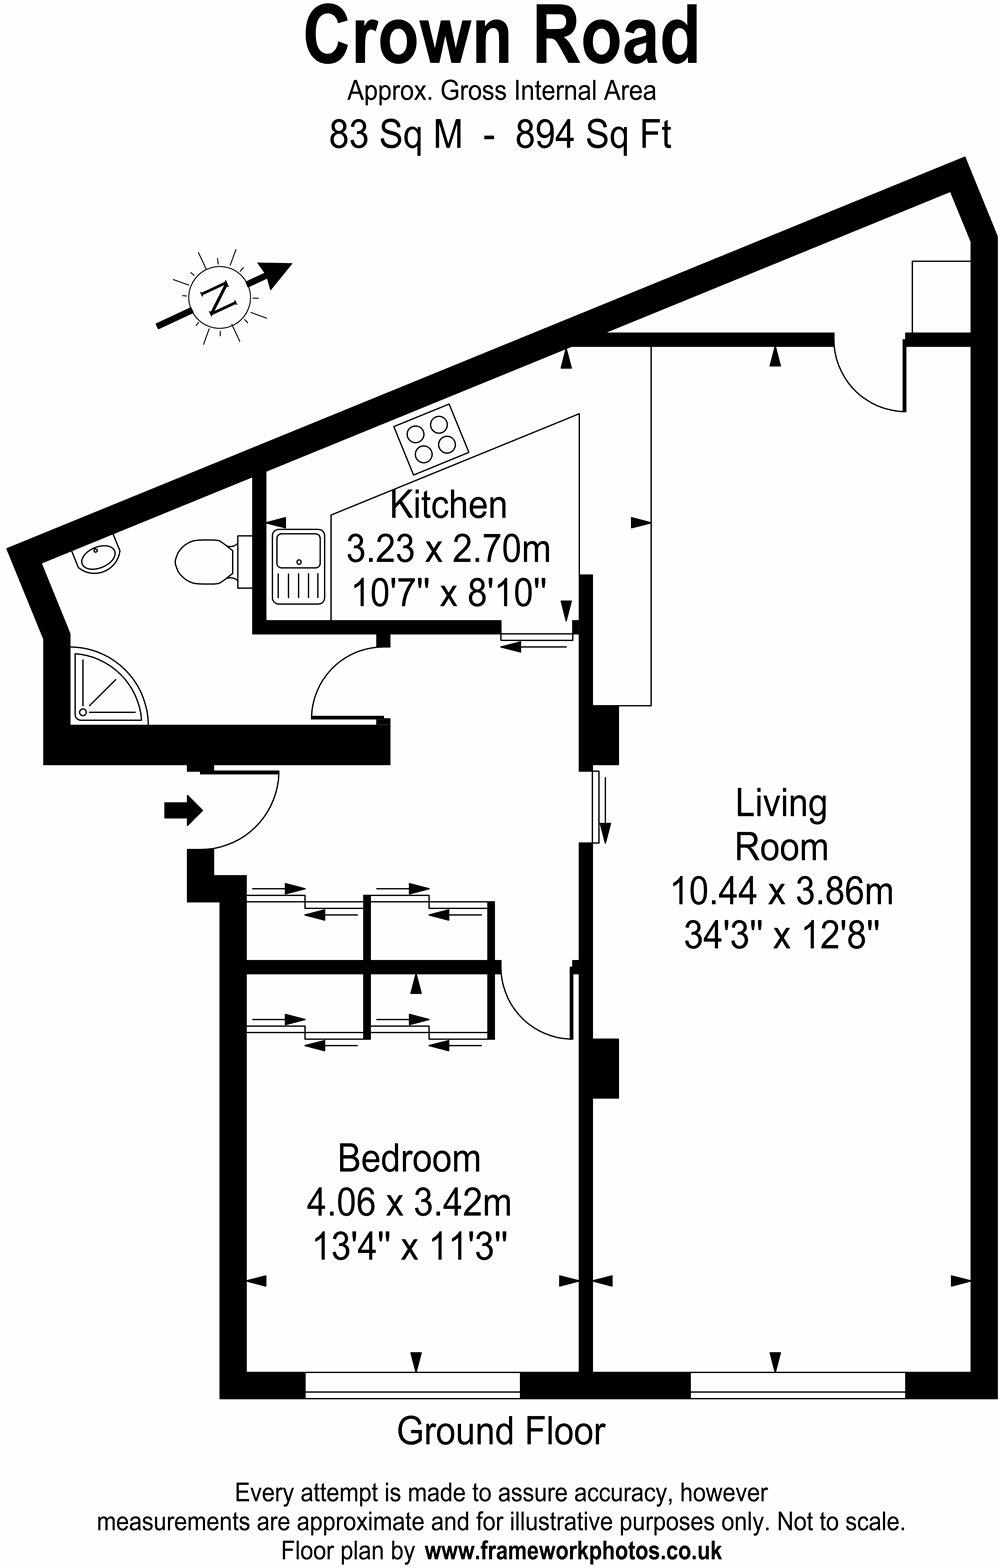 Crown Road
Approx. Gross Internal Area
83 Sq M - 894 Sq Ft
N
Kitchen
3.23 x 2.70m
10'7" x 8'10"
Living
Room
10.44 x 3.86m
34'3" x 12'8"
Bedroom
4.06 x 3.42m
13'4" x 11'3"
Ground Floor
Every attempt is made to assure accuracy, however
measurements are approximate and for illustrative purposes only. Not to scale.
Floor plan by www.frameworkphotos.co.uk